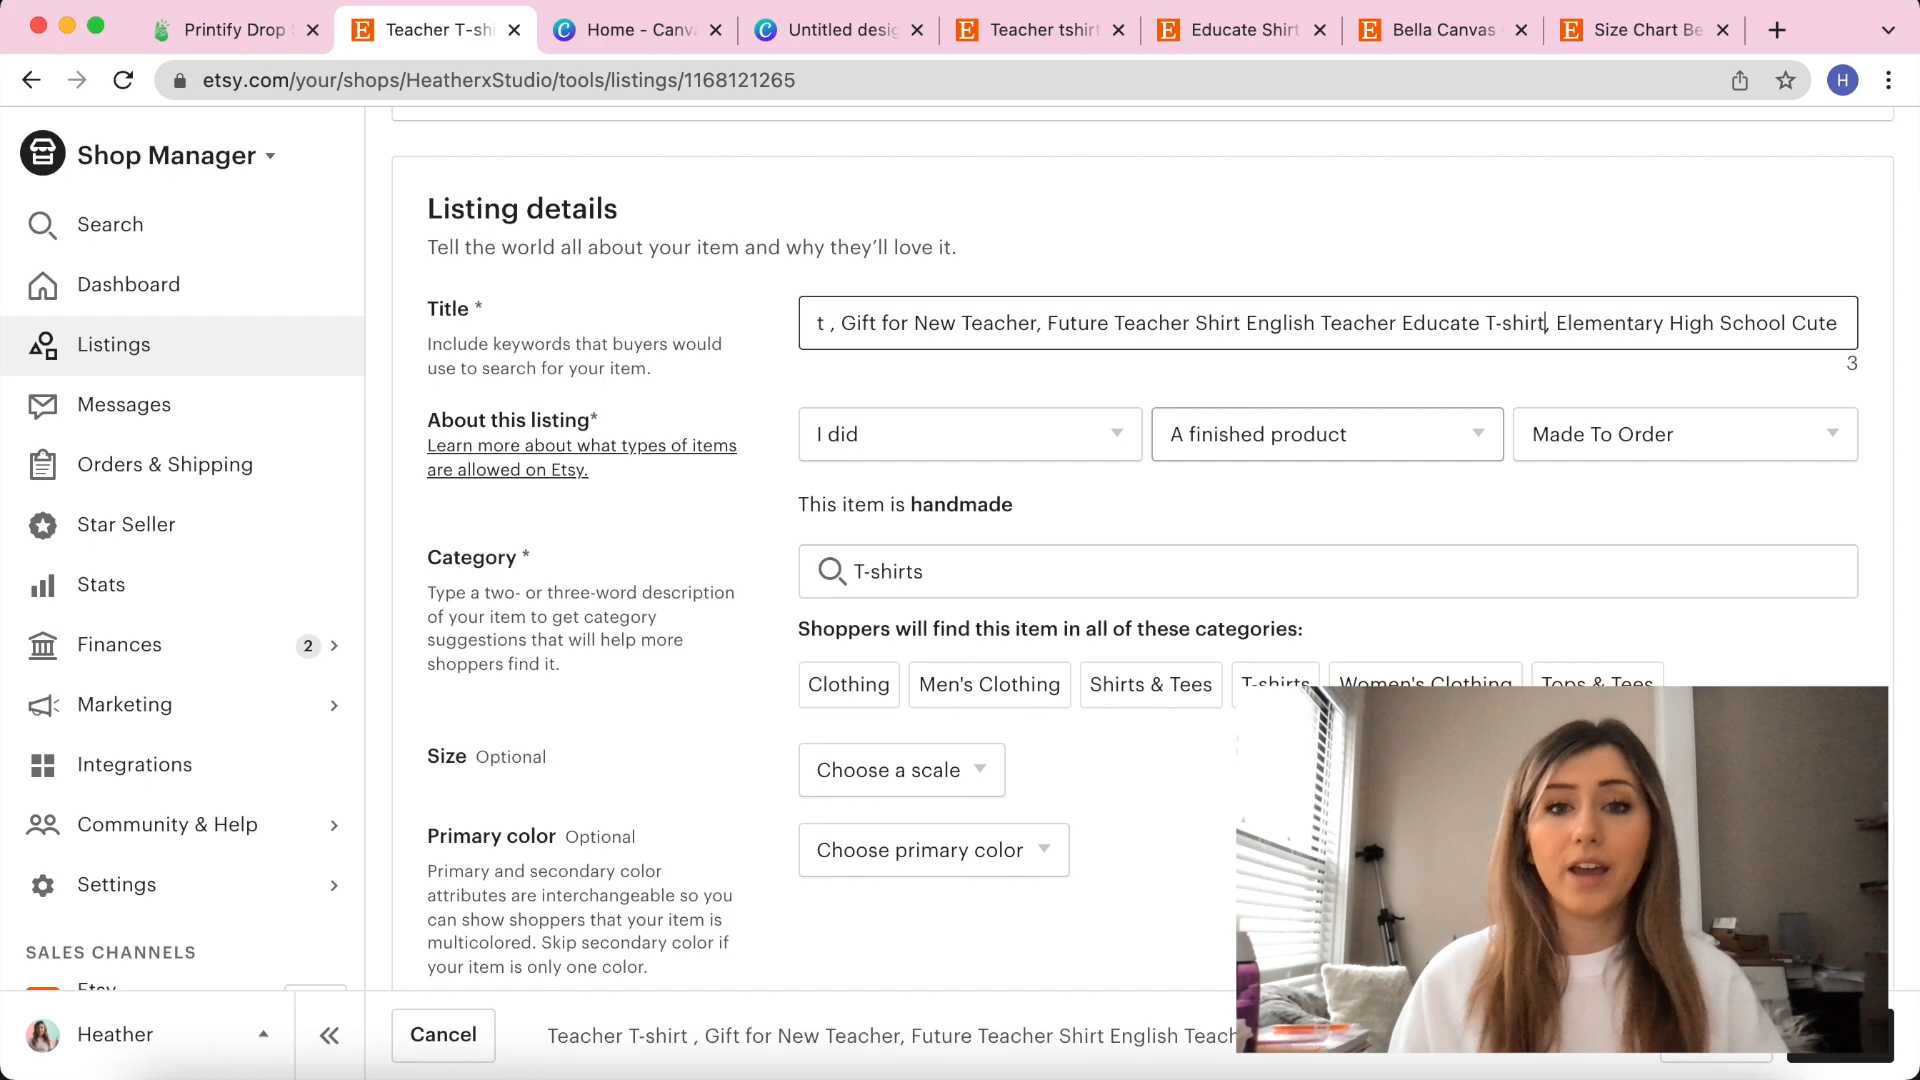 Printify Drop
Teacher T-shi
Home - Canv
Untitled desig
Teacher tshirt
Educate Shirt
Bella Canvas
Size Chart Be
etsy.com/your/shops/HeatherxStudio/tools/listings/1168121265
H
Shop Manager
Search
Dashboard
Listings
Messages
Orders & Shipping
Star Seller
Stats
Finances 2
Marketing
Integrations
Community & Help
Settings
SALES CHANNELS
Etsy
Heather
Listing details
Tell the world all about your item and why they’ll love it.
Title *
Include keywords that buyers would
use to search for your item.
t , Gift for New Teacher, Future Teacher Shirt English Teacher Educate T-shirt, Elementary High School Cute
3
About this listing*
Learn more about what types of items
are allowed on Etsy.
I did
A finished product
Made To Order
This item is handmade
Category *
Type a two- or three-word description
of your item to get category
suggestions that will help more
shoppers find it.
T-shirts
Shoppers will find this item in all of these categories:
Clothing
Men's Clothing
Shirts & Tees
T-shirts
Women's Clothing
Tops & Tees
Size Optional
Choose a scale
Primary color Optional
Primary and secondary color
attributes are interchangeable so you
can show shoppers that your item is
multicolored. Skip secondary color if
your item is only one color.
Choose primary color
Cancel
Teacher T-shirt , Gift for New Teacher, Future Teacher Shirt English Teach